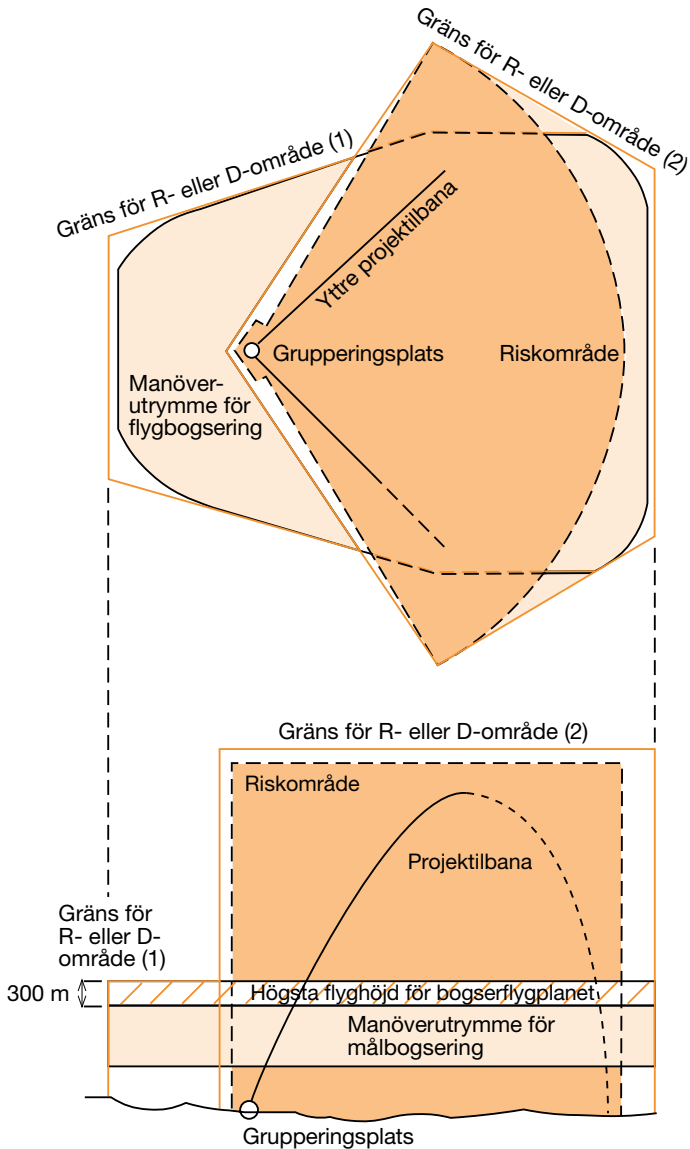 Gräns för R- eller D-område (2)
Gräns för R- eller D-område (1)
Yttre projektilbana
Grupperingsplats
Riskområde
Manöver-
utrymme för
flygbogsering
Gräns för R- eller D-område (2)
Riskområde
Projektilbana
Gräns för
R- eller D-
område (1)
300 m
Högsta flyghöjd för bogserflygplanet
Manöverutrymme för
målbogsering
Grupperingsplats